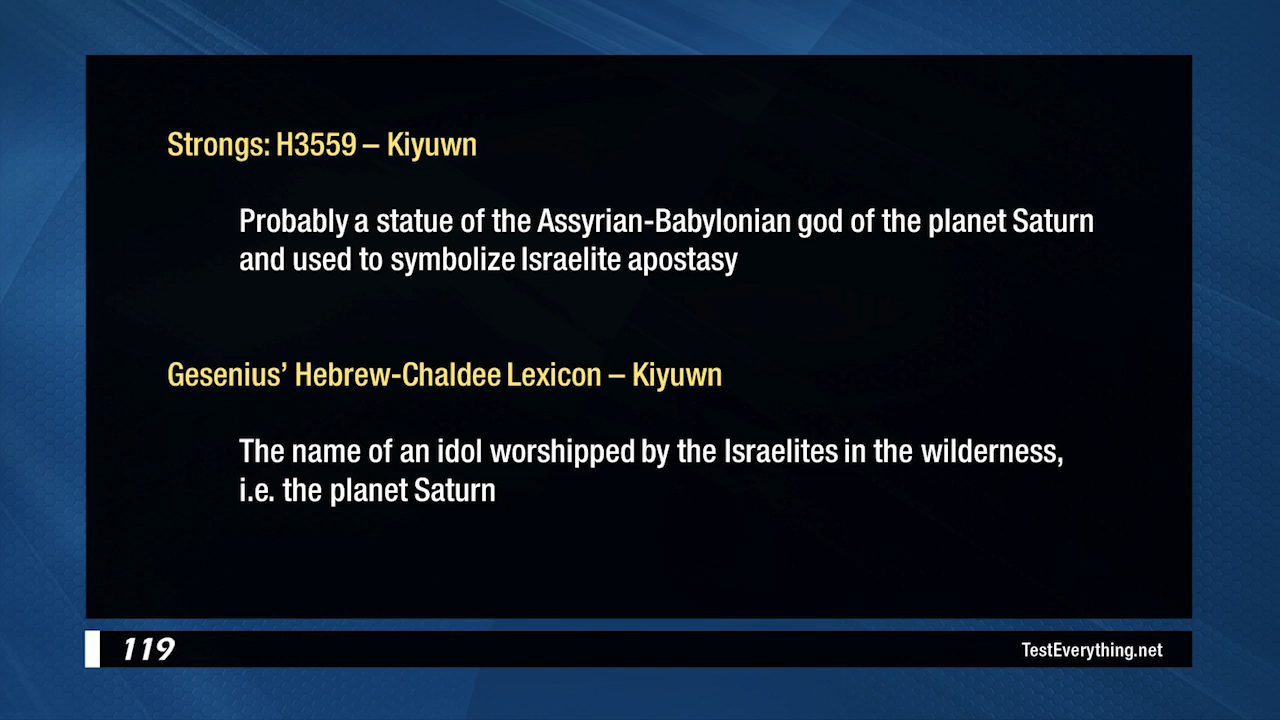 Strongs: H3559 – Kiyuwn
Probably a statue of the Assyrian-Babylonian god of the planet Saturn
and used to symbolize Israelite apostasy
Gesenius’ Hebrew-Chaldee Lexicon – Kiyuwn
The name of an idol worshipped by the Israelites in the wilderness,
i.e. the planet Saturn
119
TestEverything.net